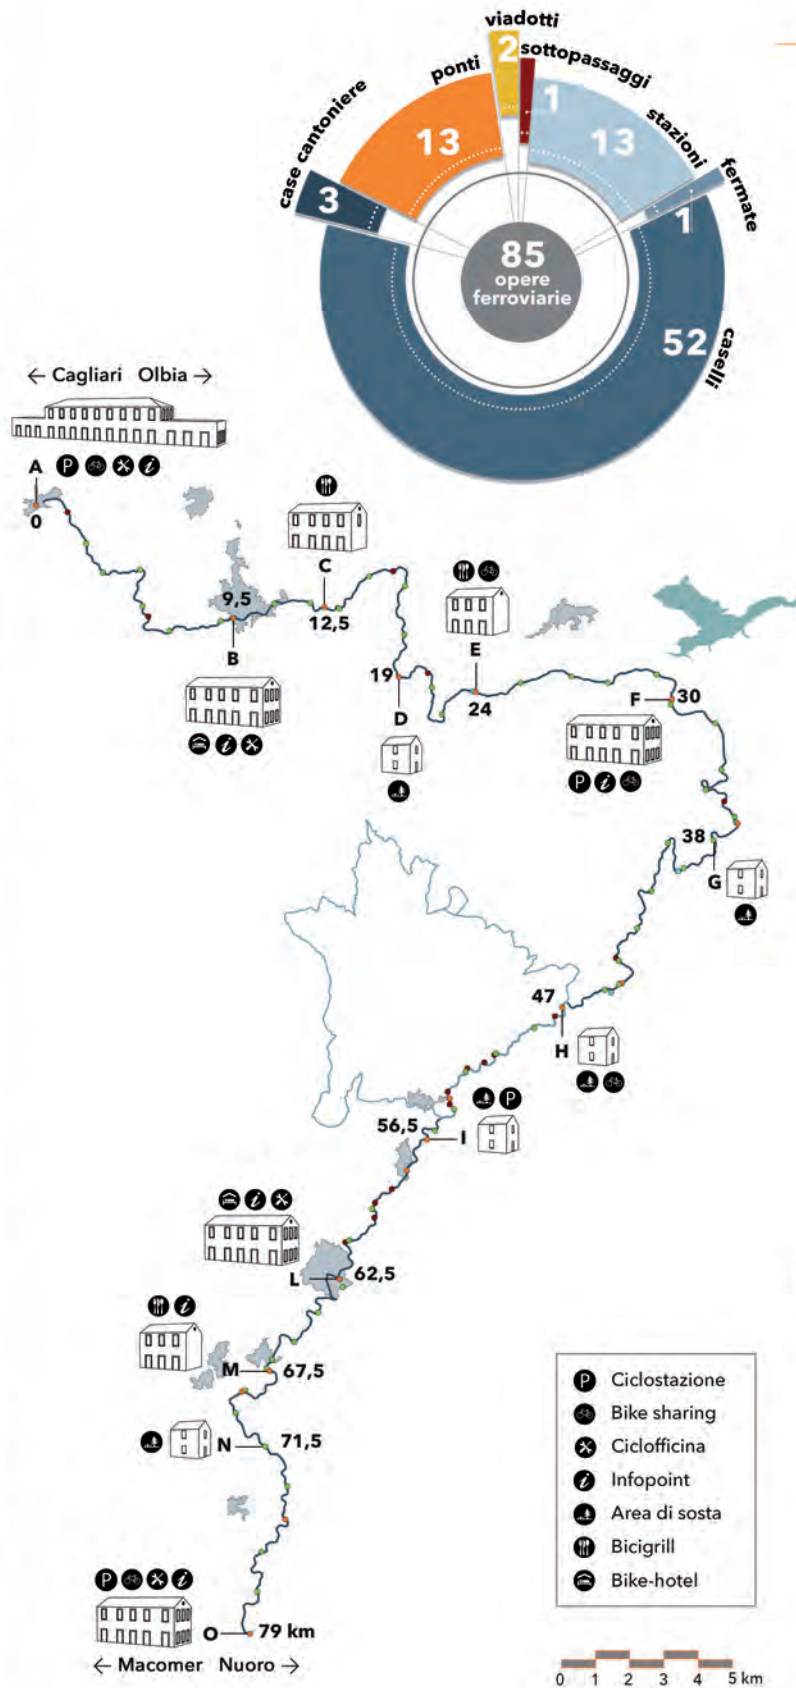 viadotti
2
sottopassaggi
1
ponti
13
stazioni
13
case cantoniere
3
fermate
1
85
opere
ferroviarie
52
caselli
← Cagliari Olbia →
A
P
i
0
C
12,5
9,5
B
i
E
24
19
D
F
30
P
i
38
G
47
H
P
56,5
I
i
L
62,5
i
M
67,5
N
71,5
P
i
O
79 km
← Macomer Nuoro →
P Ciclostazione
Bike sharing
Ciclofficina
i Infopoint
Area di sosta
Bicigrill
Bike-hotel
0 1 2 3 4 5 km